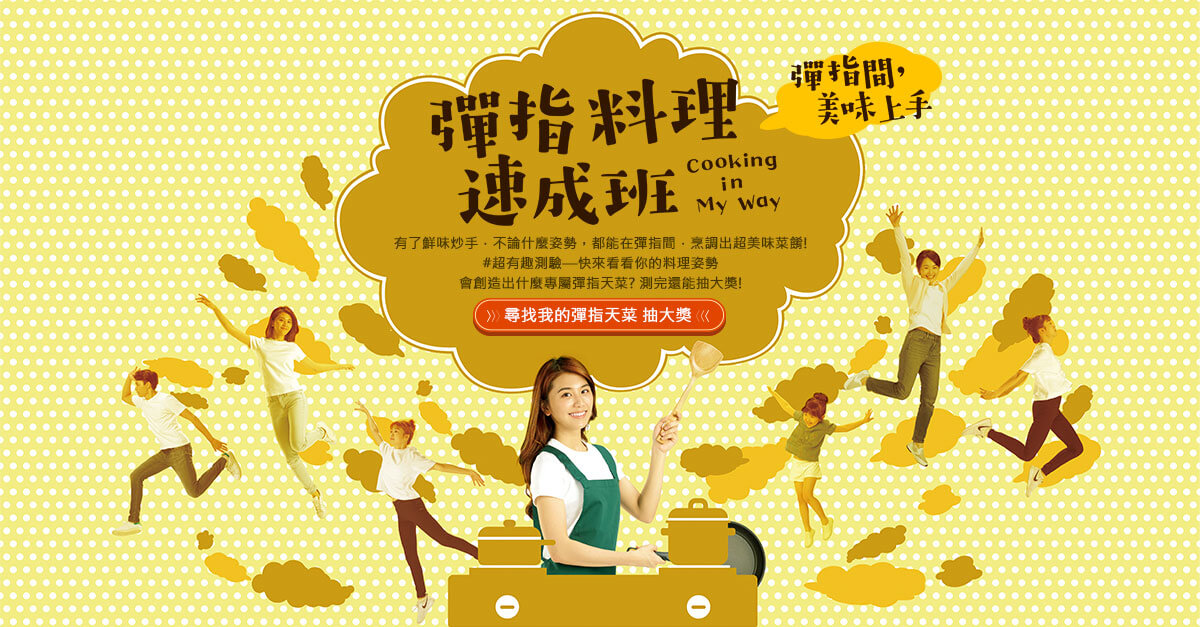 彈指間，
美味上手
彈指料理
速成班
Cooking
in
My Way
有了鮮味炒手．不論什麼姿勢，都能在彈指間．烹調出超美味菜餚!
#超有趣測驗—快來看看你的料理姿勢
會創造出什麼專屬彈指天菜? 測完還能抽大獎!
尋找我的彈指天菜 抽大獎